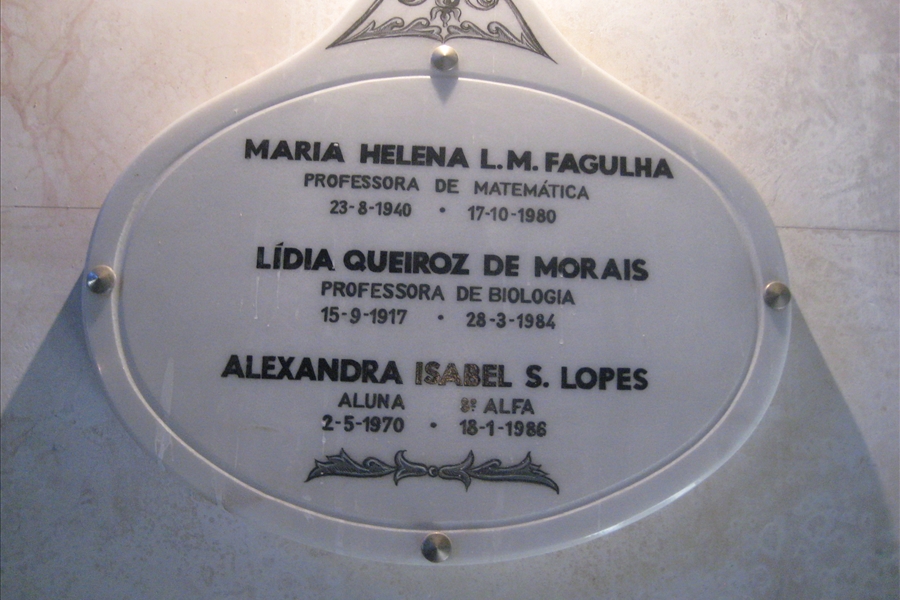 MARIA HELENA L.M. FAGULHA
PROFESSORA DE MATEMÁTICA
23-8-1940 • 17-10-1980
LÍDIA QUEIROZ DE MORAIS
PROFESSORA DE BIOLOGIA
15-9-1917 • 28-3-1984
ALEXANDRA ISABEL S. LOPES
ALUNA ALFA
2-5-1970 • 18-1-1986